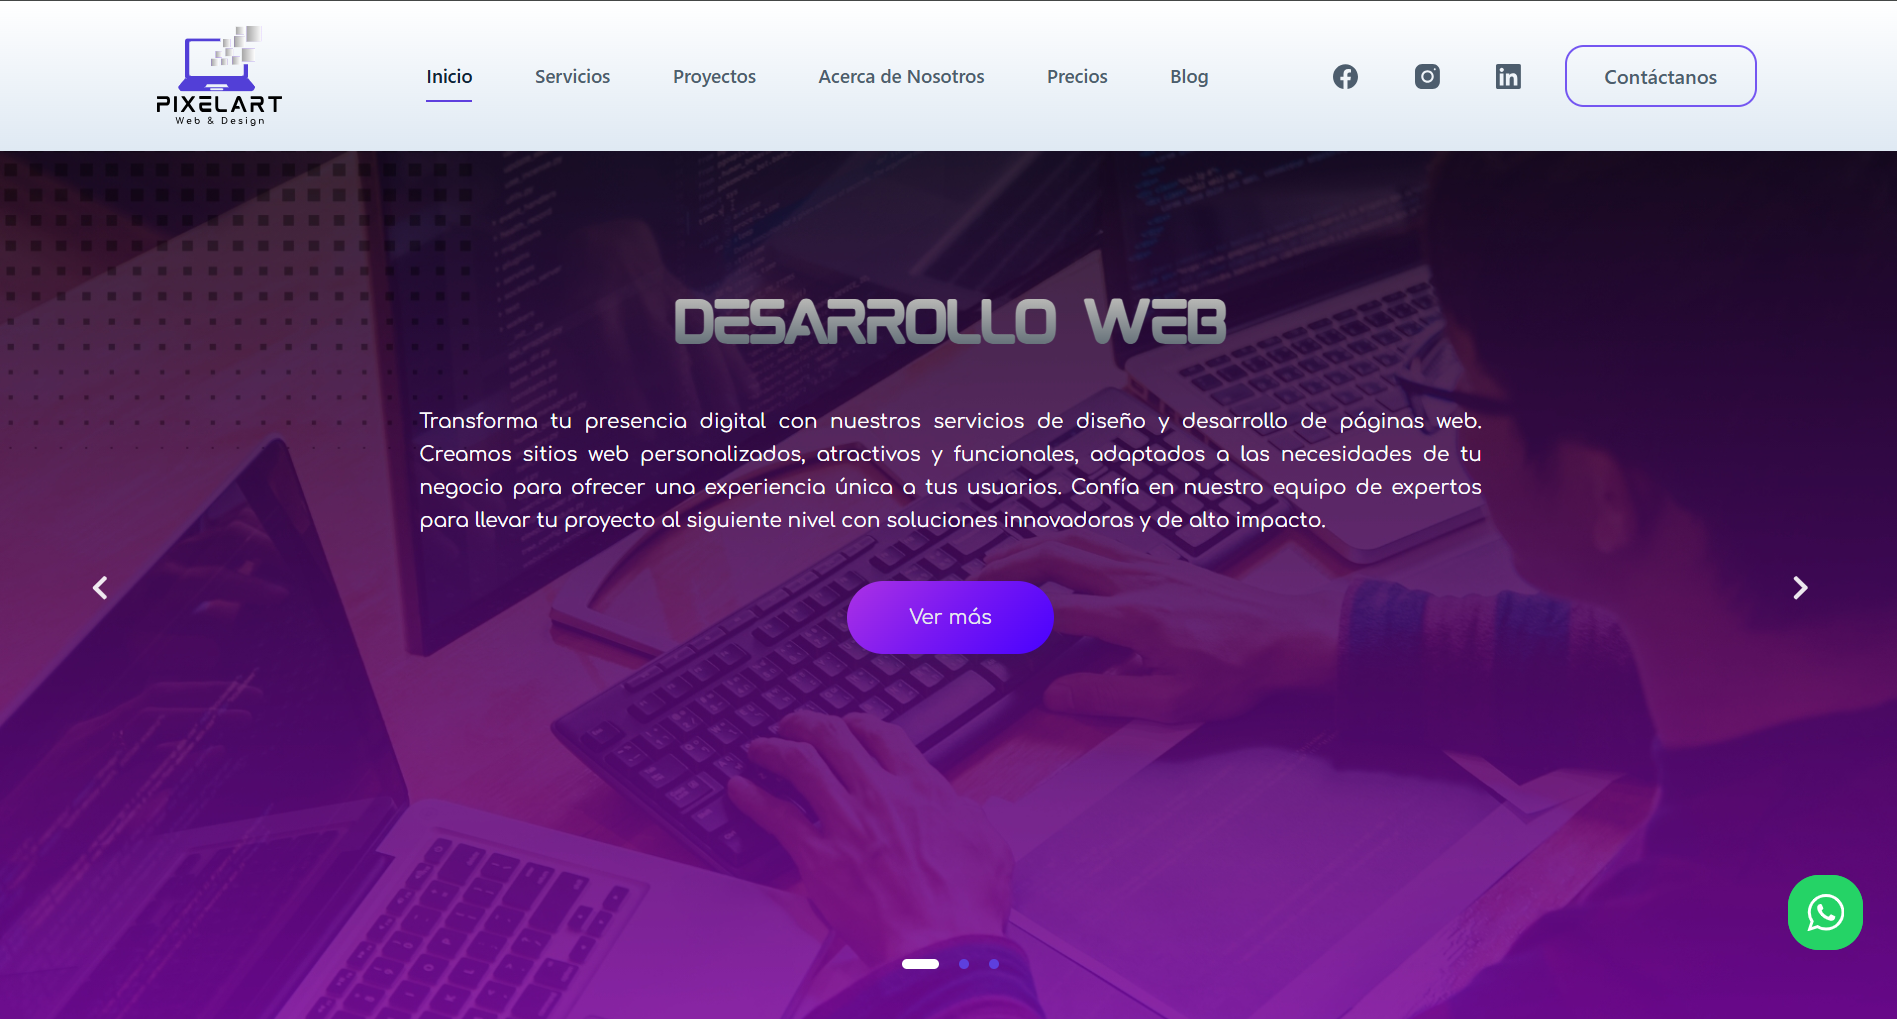 PIXELART
Web & Design
Inicio
Servicios
Proyectos
Acerca de Nosotros
Precios
Blog
Contáctanos
DESARROLLO WEB
Transforma tu presencia digital con nuestros servicios de diseño y desarrollo de páginas web.
Creamos sitios web personalizados, atractivos y funcionales, adaptados a las necesidades de tu
negocio para ofrecer una experiencia única a tus usuarios. Confía en nuestro equipo de expertos
para llevar tu proyecto al siguiente nivel con soluciones innovadoras y de alto impacto.
Ver más